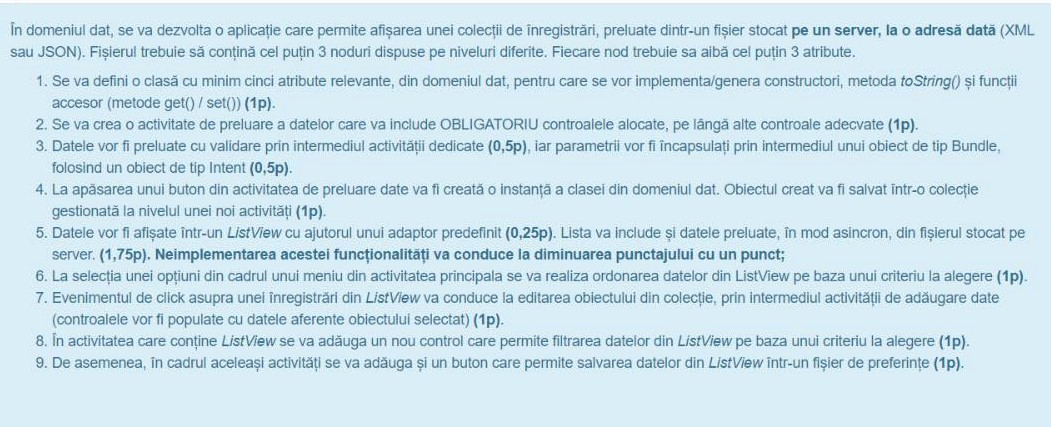 În domeniul dat, se va dezvolta o aplicație care permite afișarea unei colecții de înregistrări, preluate dintr-un fișier stocat pe un server, la o adresă dată (XML
sau JSON). Fișierul trebuie să conțină cel puțin 3 noduri dispuse pe niveluri diferite. Fiecare nod trebuie sa aibă cel puțin 3 atribute.
1. Se va defini o clasă cu minim cinci atribute relevante, din domeniul dat, pentru care se vor implementa/genera constructori, metoda toString() și funcții
accesor (metode get() / set()) (1p).
2. Se va crea o activitate de preluare a datelor care va include OBLIGATORIU controalele alocate, pe lângă alte controale adecvate (1p).
3. Datele vor fi preluate cu validare prin intermediul activității dedicate (0,5p), iar parametrii vor fi încapsulați prin intermediul unui obiect de tip Bundle,
folosind un obiect de tip Intent (0,5p).
4. La apăsarea unui buton din activitatea de preluare date va fi creată o instanță a clasei din domeniul dat. Obiectul creat va fi salvat într-o colecție
gestionată la nivelul unei noi activități (1p).
5. Datele vor fi afișate într-un ListView cu ajutorul unui adaptor predefinit (0,25p). Lista va include și datele preluate, în mod asincron, din fișierul stocat pe
server. (1,75p). Neimplementarea acestei funcționalități va conduce la diminuarea punctajului cu un punct;
6. La selecția unei opțiuni din cadrul unui meniu din activitatea principala se va realiza ordonarea datelor din ListView pe baza unui criteriu la alegere (1p).
7. Evenimentul de click asupra unei înregistrări din ListView va conduce la editarea obiectului din colecție, prin intermediul activității de adăugare date
(controalele vor fi populate cu datele aferente obiectului selectat) (1p).
8. În activitatea care conține ListView se va adăuga un nou control care permite filtrarea datelor din ListView pe baza unui criteriu la alegere (1p).
9. De asemenea, în cadrul aceleași activități se va adăuga și un buton care permite salvarea datelor din ListView într-un fișier de preferințe (1p).